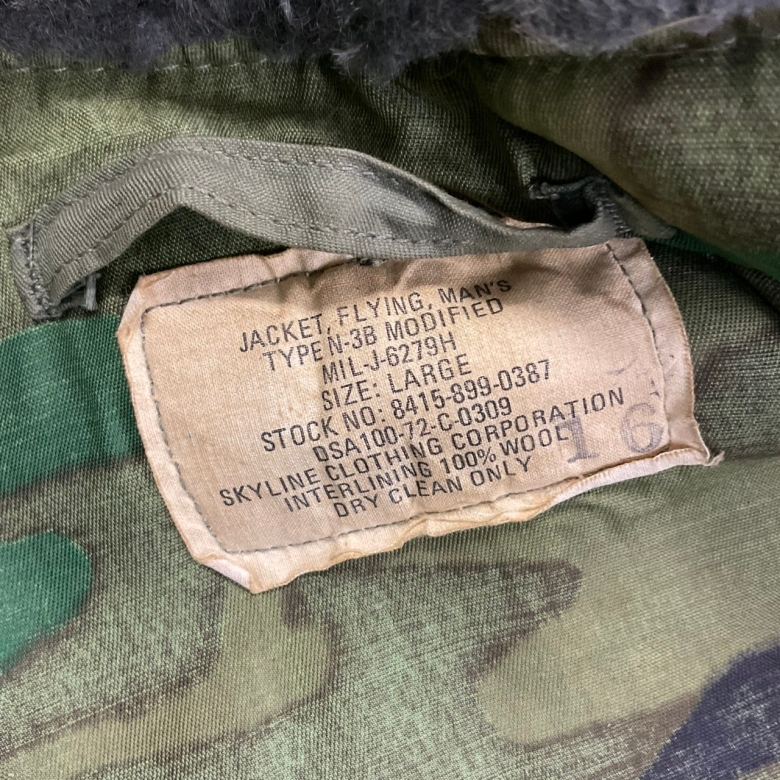 JACKET, FLYING, MAN'S
TYPE N-3B MODIFIED
MIL-J-6279H
SIZE: LARGE
STOCK NO: 8415-899-0387
DSA100-72-C-0309
SKYLINE CLOTHING CORPORATION
INTERLINING 100% WOOL
DRY CLEAN ONLY
16